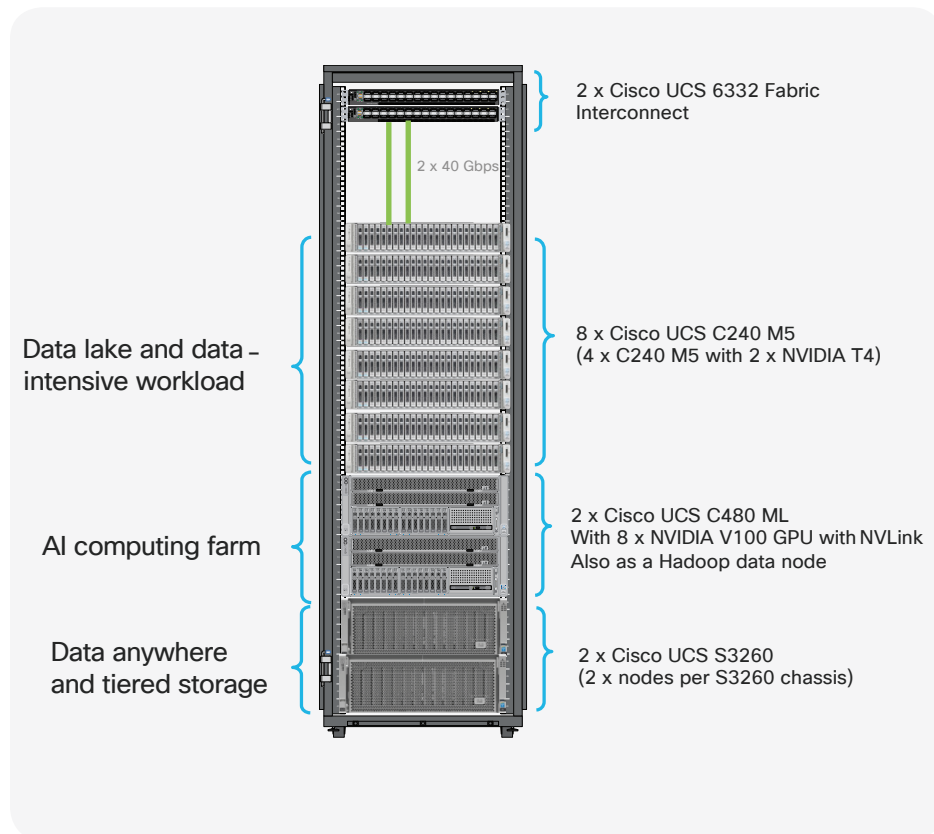 2 x Cisco UCS 6332 Fabric
Interconnect
2 x 40 Gbps
Data lake and data –
intensive workload
8 x Cisco UCS C240 M5
(4 x C240 M5 with 2 x NVIDIA T4)
AI computing farm
2 x Cisco UCS C480 ML
With 8 x NVIDIA V100 GPU with NVLink
Also as a Hadoop data node
Data anywhere
and tiered storage
2 x Cisco UCS S3260
(2 x nodes per S3260 chassis)